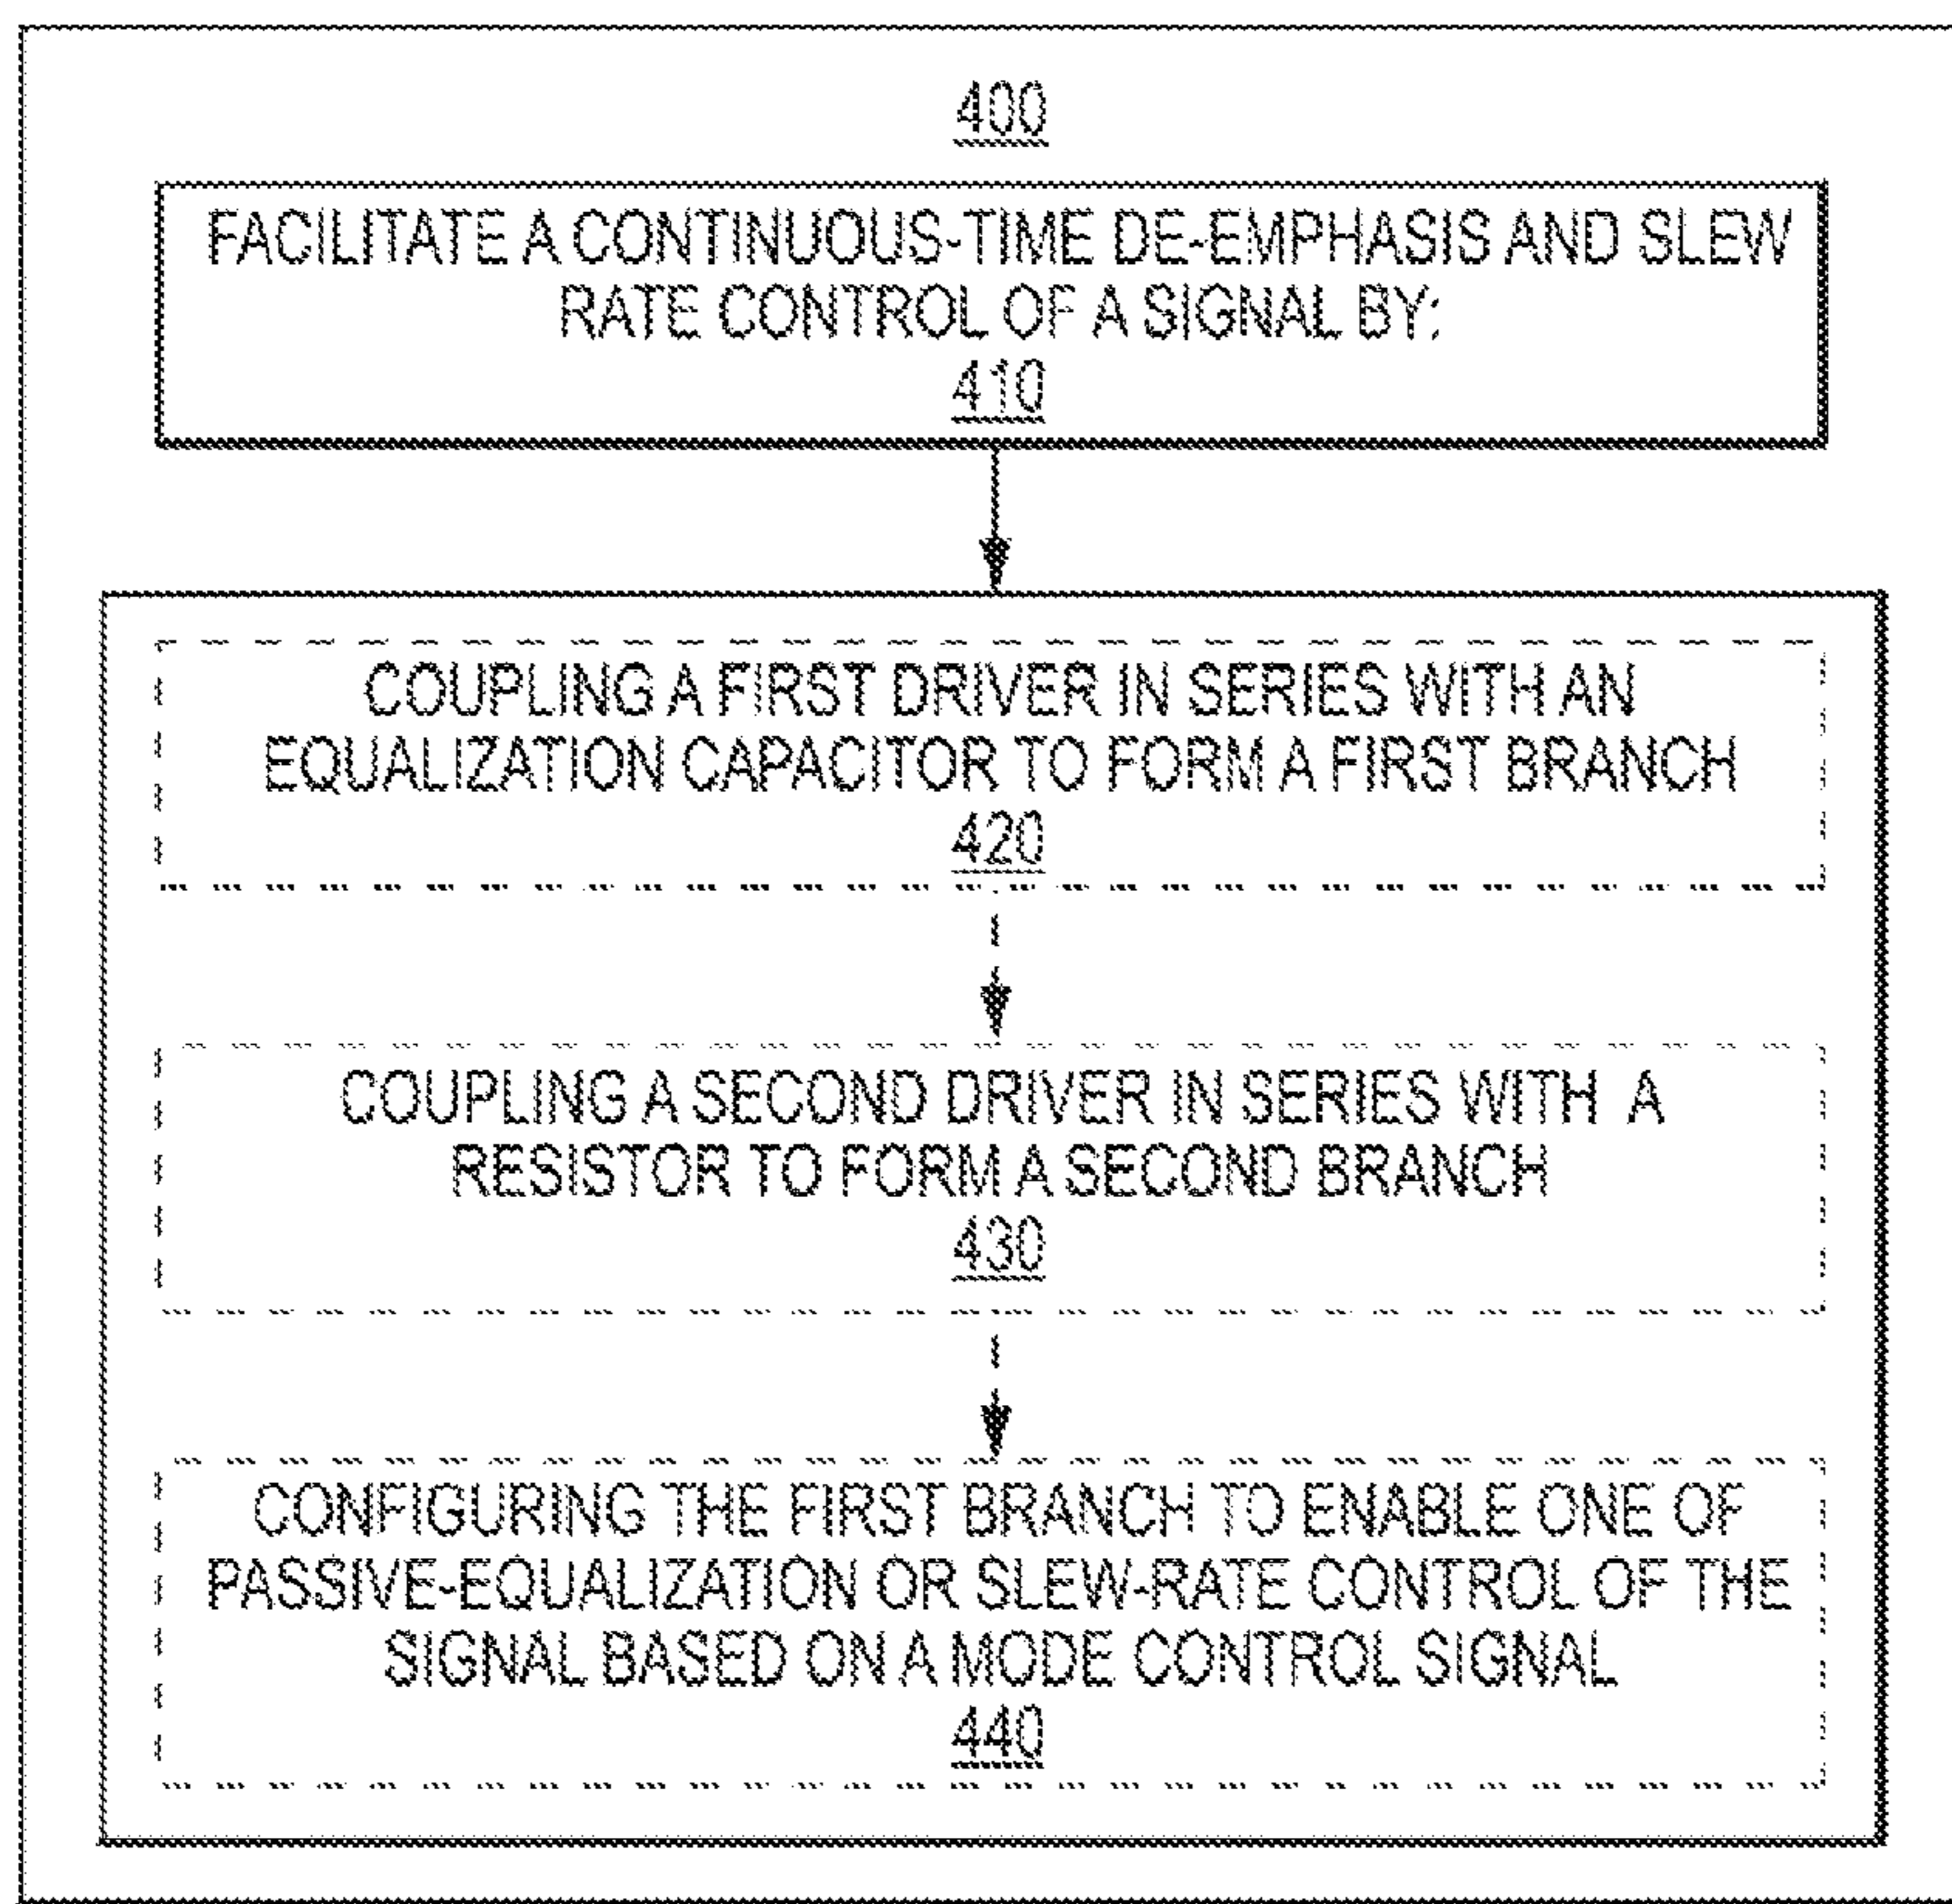 400
FACILITATE A CONTINUOUS-TIME DE-EMPHASIS AND SLEW
RATE CONTROL OF A SIGNAL BY:
410
COUPLING A FIRST DRIVER IN SERIES WITH AN
EQUALIZATION CAPACITOR TO FORM A FIRST BRANCH
420
COUPLING A SECOND DRIVER IN SERIES WITH A
RESISTOR TO FORM A SECOND BRANCH
430
CONFIGURING THE FIRST BRANCH TO ENABLE ONE OF
PASSIVE-EQUALIZATION OR SLEW-RATE CONTROL OF THE
SIGNAL BASED ON A MODE CONTROL SIGNAL
440